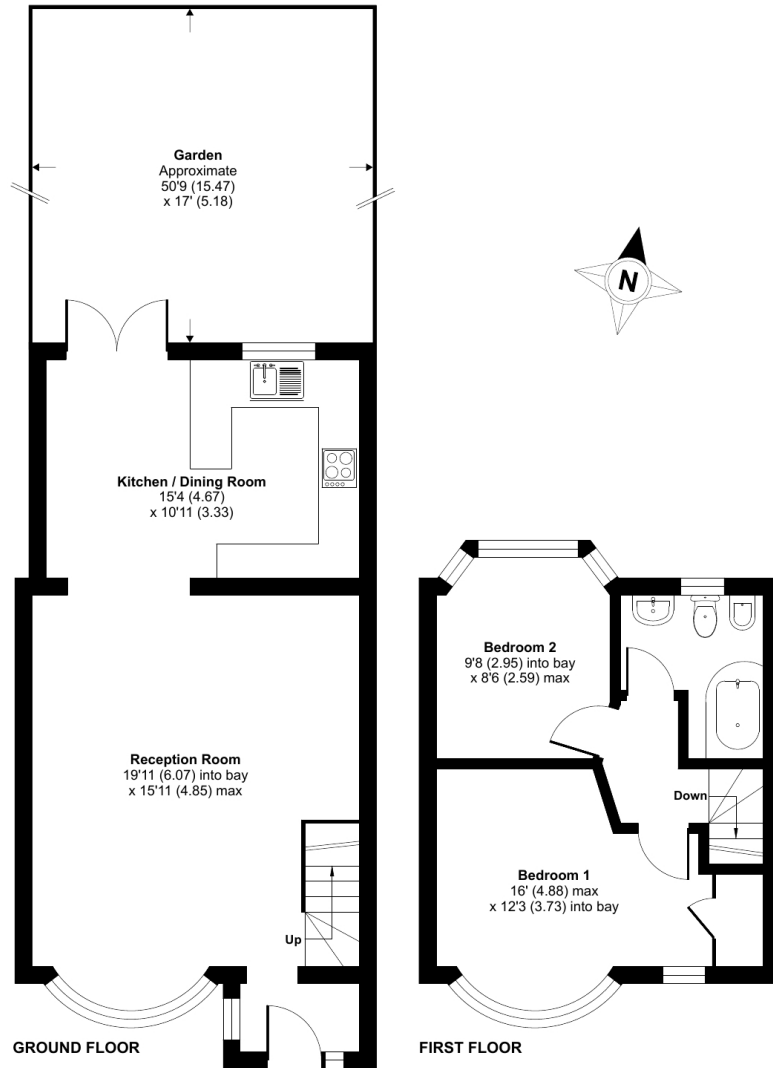 Garden
Approximate
50'9 (15.47)
x 17' (5.18)
N
Kitchen / Dining Room
15'4 (4.67)
x 10'11 (3.33)
Bedroom 2
9'8 (2.95) into bay
x 8'6 (2.59) max
Reception Room
19'11 (6.07) into bay
x 15'11 (4.85) max
Down
Bedroom 1
16' (4.88) max
x 12'3 (3.73) into bay
Up
GROUND FLOOR
FIRST FLOOR